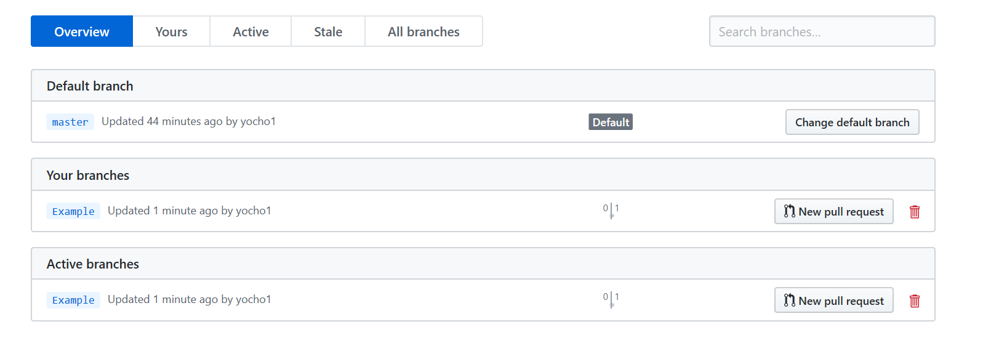 Overview Yours Active Stale All branches Search branches...
Default branch
master Updated 44 minutes ago by yocho1 Default Change default branch
Your branches
Example Updated 1 minute ago by yocho1 0 1 New pull request
Active branches
Example Updated 1 minute ago by yocho1 0 1 New pull request